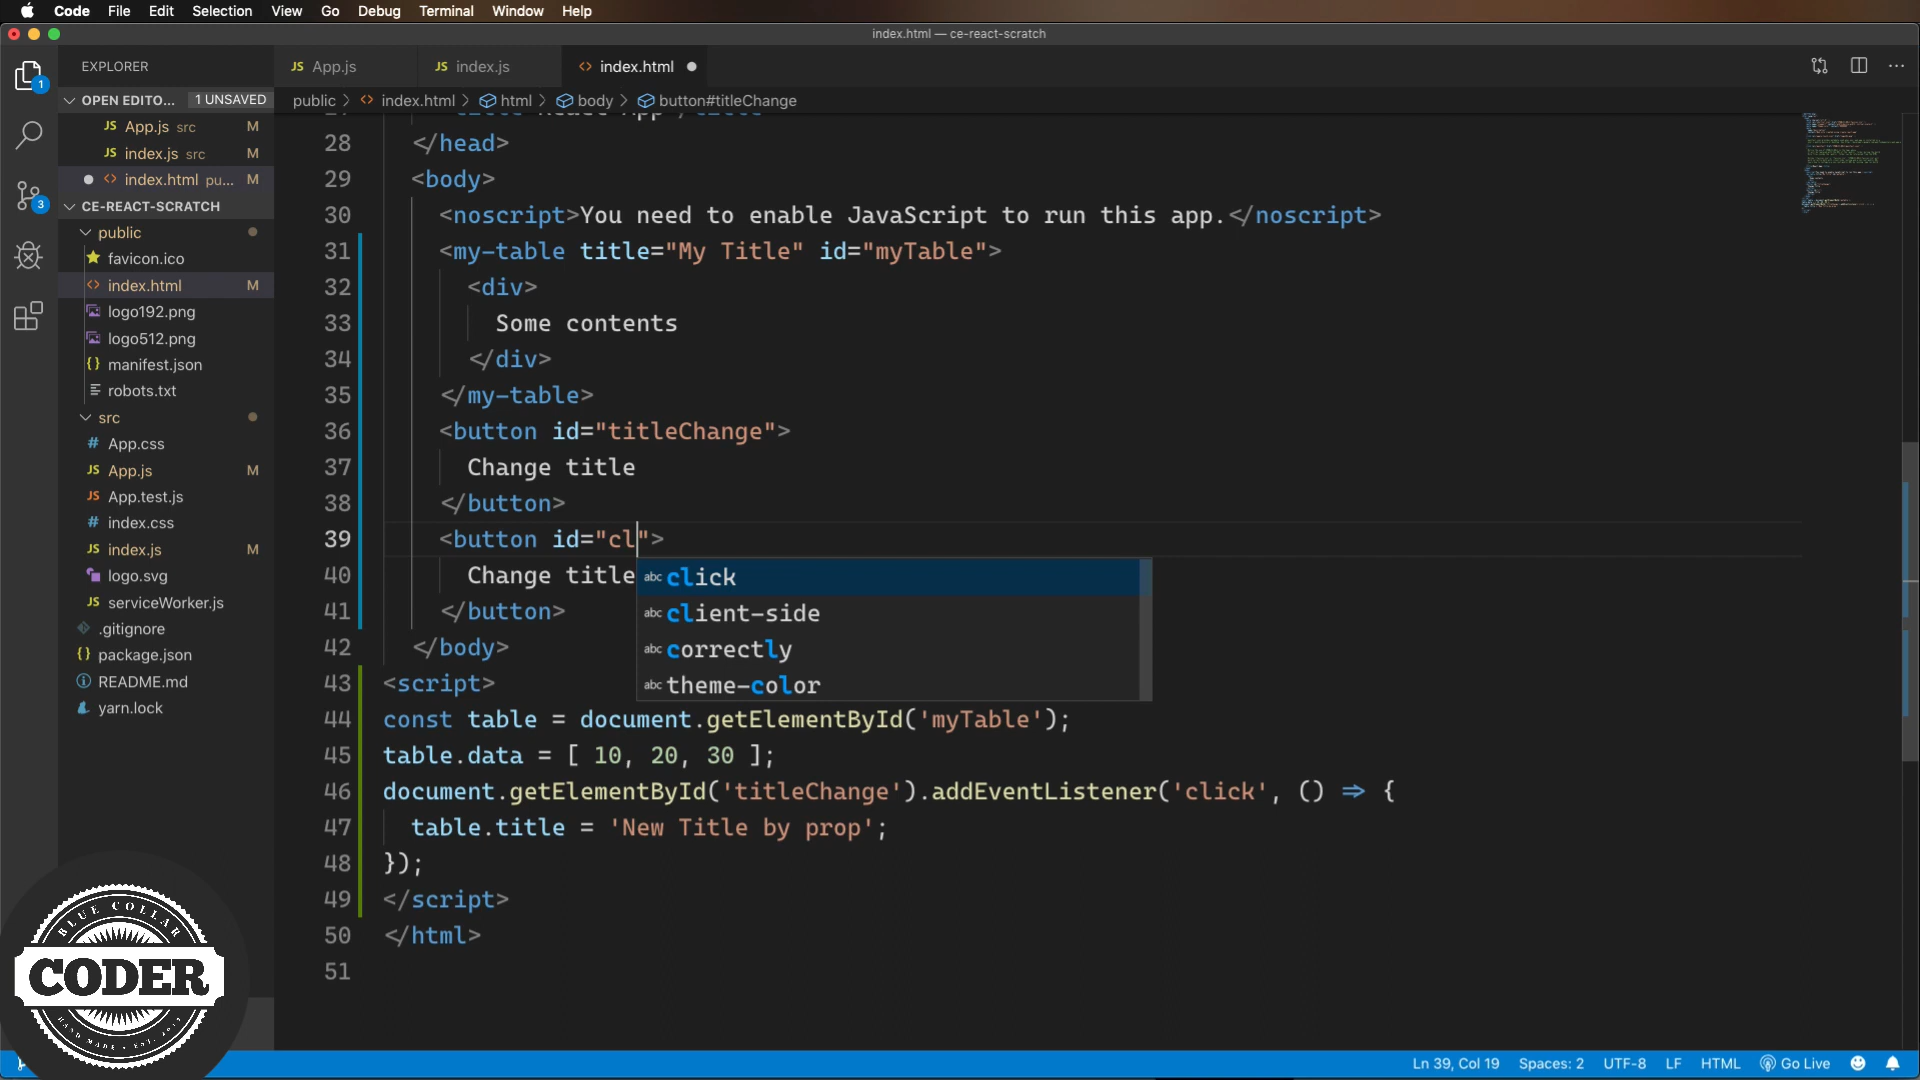 Code File Edit Selection View Go Debug Terminal Window Help
index.html — ce-react-scratch
EXPLORER
OPEN EDITO... 1 UNSAVED
JS App.js src M
JS index.js src M
index.html pu... M
CE-REACT-SCRATCH
public
favicon.ico
index.html M
logo192.png
logo512.png
manifest.json
robots.txt
src
# App.css
JS App.js M
JS App.test.js
# index.css
JS index.js M
logo.svg
JS serviceWorker.js
.gitignore
package.json
README.md
yarn.lock
1
3
JS App.js JS index.js <> index.html
public > <> index.html > html > body > button#titleChange
28 </head>
29 <body>
30 <noscript>You need to enable JavaScript to run this app.</noscript>
31 <my-table title="My Title" id="myTable">
32 <div>
33 Some contents
34 </div>
35 </my-table>
36 <button id="titleChange">
37 Change title
38 </button>
39 <button id="cl">
40 Change title
41 </button>
42 </body>
43 <script>
44 const table = document.getElementById('myTable');
45 table.data = [ 10, 20, 30 ];
46 document.getElementById('titleChange').addEventListener('click', () => {
47 table.title = 'New Title by prop';
48 });
49 </script>
50 </html>
51
abc click
abc client-side
abc correctly
abc theme-color
BLUE COLLAR
CODER
HAND MADE • EST.
Ln 39, Col 19 Spaces: 2 UTF-8 LF HTML Go Live